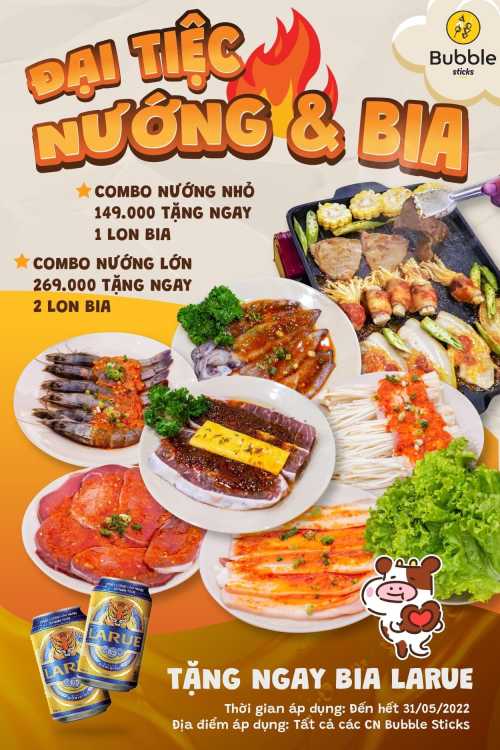 Bubble
sticks
ĐẠI TIỆC
NƯỚNG & BIA
COMBO NƯỚNG NHỎ
149.000 TẶNG NGAY
1 LON BIA
COMBO NƯỚNG LỚN
269.000 TẶNG NGAY
2 LON BIA
LARUE
LARUE
TẶNG NGAY BIA LARUE
Thời gian áp dụng: Đến hết 31/05/2022
Địa điểm áp dụng: Tất cả các CN Bubble Sticks